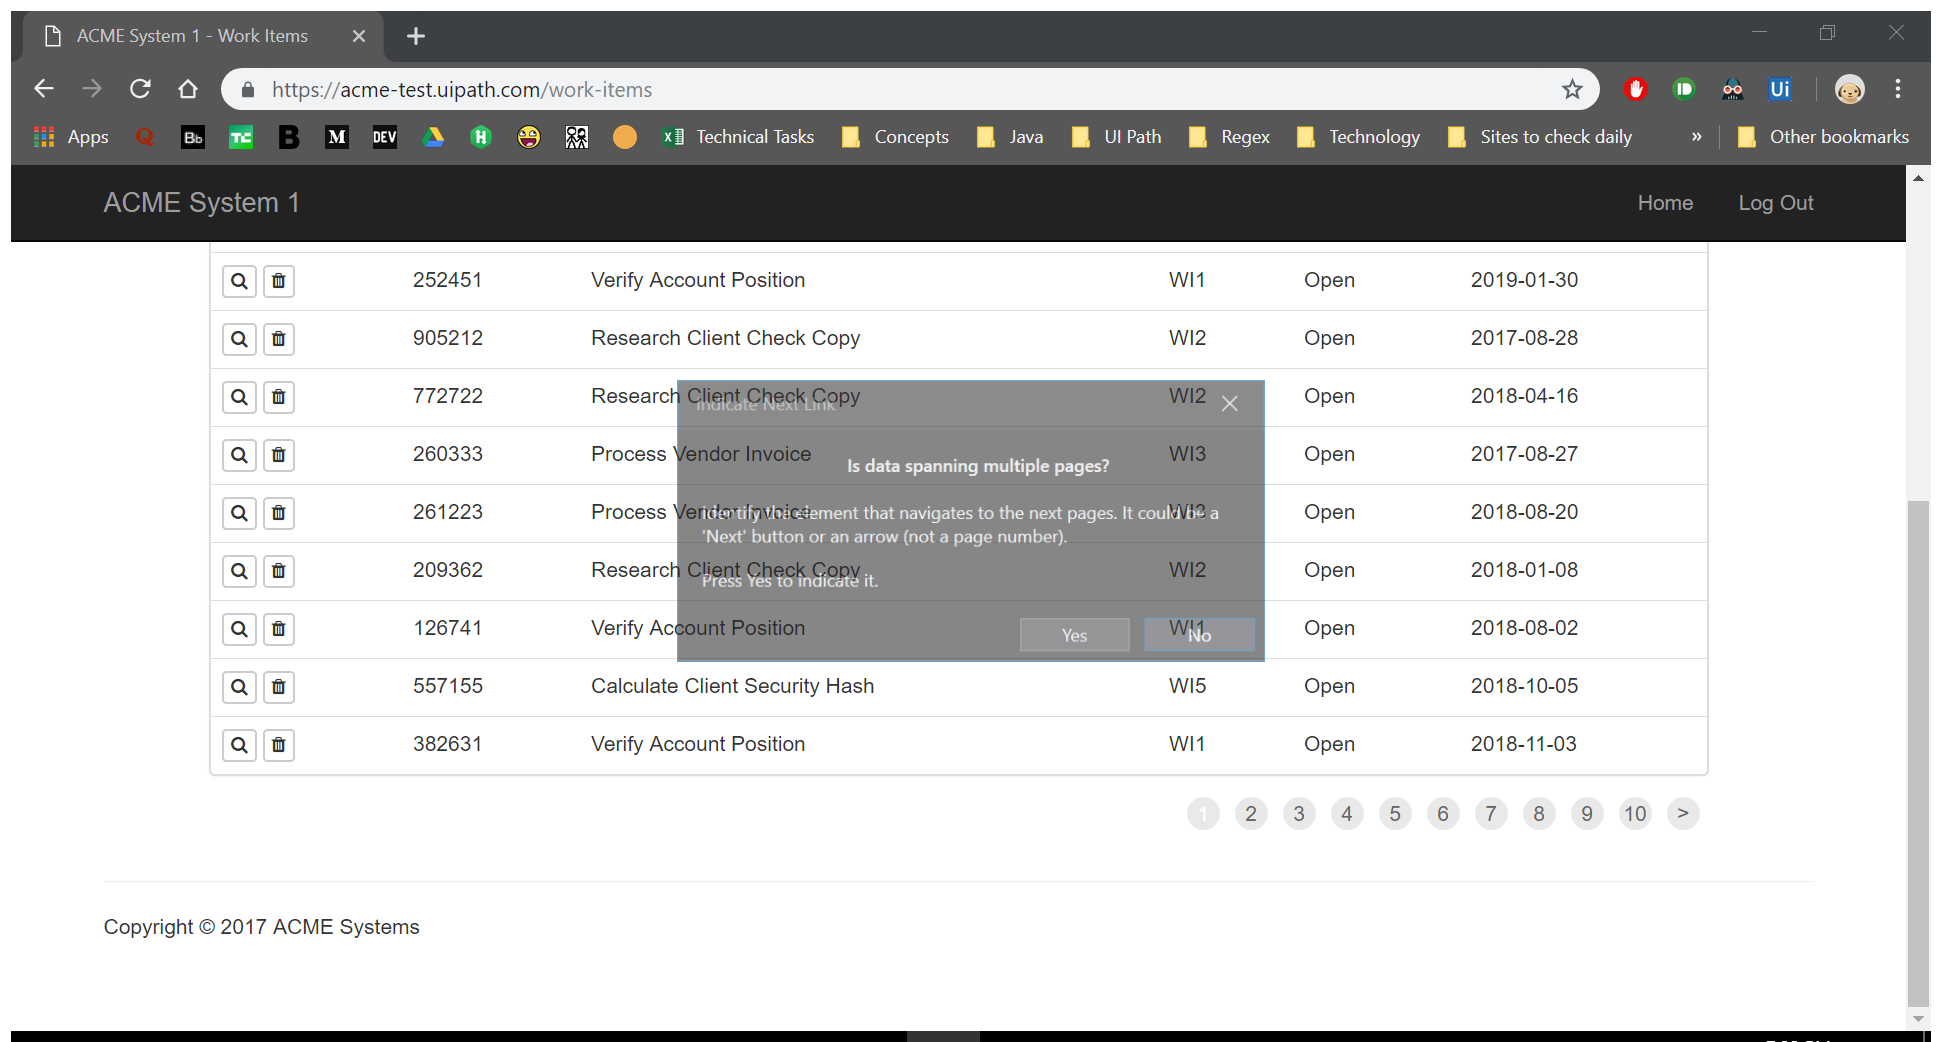 ACME System 1 - Work Items
https://acme-test.uipath.com/work-items
Apps Technical Tasks Concepts Java UI Path Regex Technology Sites to check daily » Other bookmarks
ACME System 1 Home Log Out
252451 Verify Account Position WI1 Open 2019-01-30
905212 Research Client Check Copy WI2 Open 2017-08-28
772722 Research Client Check Copy WI2 Open 2018-04-16
Indicate Next Link
260333 Process Vendor Invoice WI3 Open 2017-08-27
Is data spanning multiple pages?
261223 Process Vendor Invoice Open 2018-08-20
Identify the element that navigates to the next pages. It could be a
'Next' button or an arrow (not a page number).
209362 Research Client Check Copy WI2 Open 2018-01-08
Press Yes to indicate it.
126741 Verify Account Position WI1 Open 2018-08-02
Yes No
557155 Calculate Client Security Hash WI5 Open 2018-10-05
382631 Verify Account Position WI1 Open 2018-11-03
1 2 3 4 5 6 7 8 9 10 >
Copyright © 2017 ACME Systems